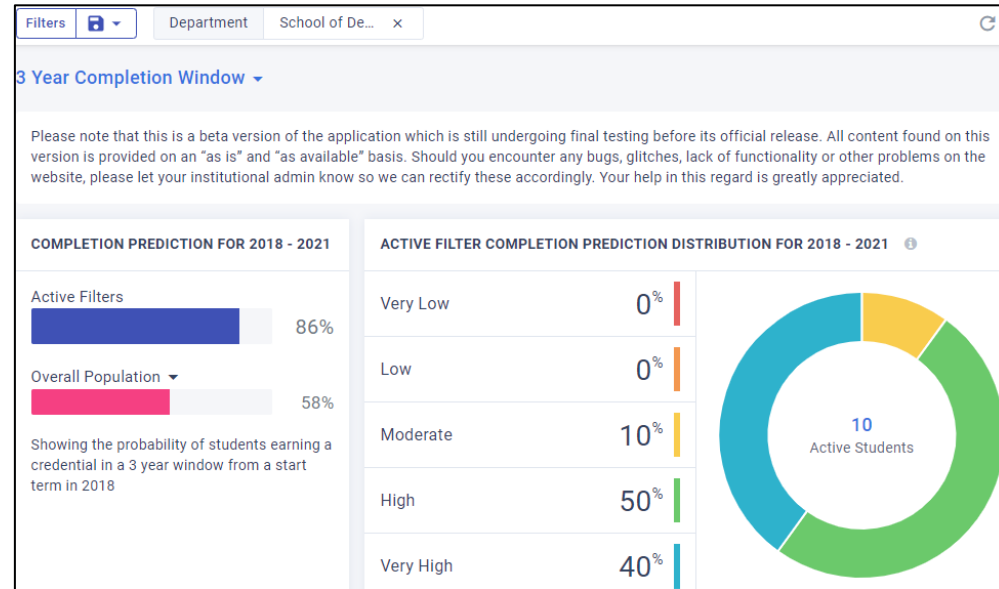 Filters
Department
School of De...
3 Year Completion Window
Please note that this is a beta version of the application which is still undergoing final testing before its official release. All content found on this
version is provided on an “as is” and “as available” basis. Should you encounter any bugs, glitches, lack of functionality or other problems on the
website, please let your institutional admin know so we can rectify these accordingly. Your help in this regard is greatly appreciated.
COMPLETION PREDICTION FOR 2018 - 2021
Active Filters
86%
Overall Population
58%
Showing the probability of students earning a
credential in a 3 year window from a start
term in 2018
ACTIVE FILTER COMPLETION PREDICTION DISTRIBUTION FOR 2018 - 2021
Very Low 0%
Low 0%
Moderate 10%
High 50%
Very High 40%
10
Active Students